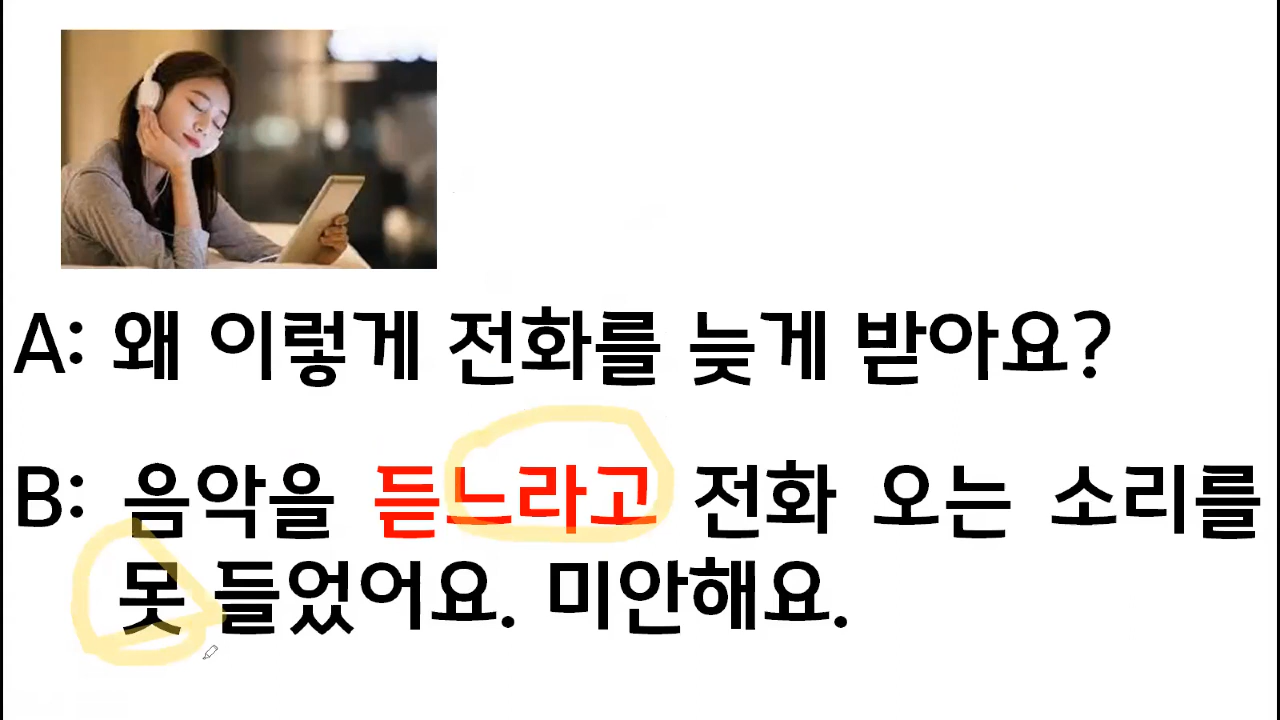 A: 왜 이렇게 전화를 늦게 받아요?
B: 음악을 듣느라고 전화 오는 소리를
못 들었어요. 미안해요.